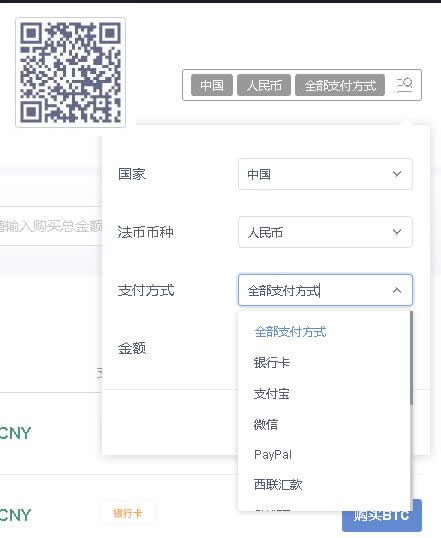 中国 人民币 全部支付方式
国家 中国
请输入购买总金额
法币币种 人民币
支付方式 全部支付方式
全部支付方式
金额
银行卡
支付宝
CNY
微信
PayPal
西联汇款
CNY 银行卡 购买BTC